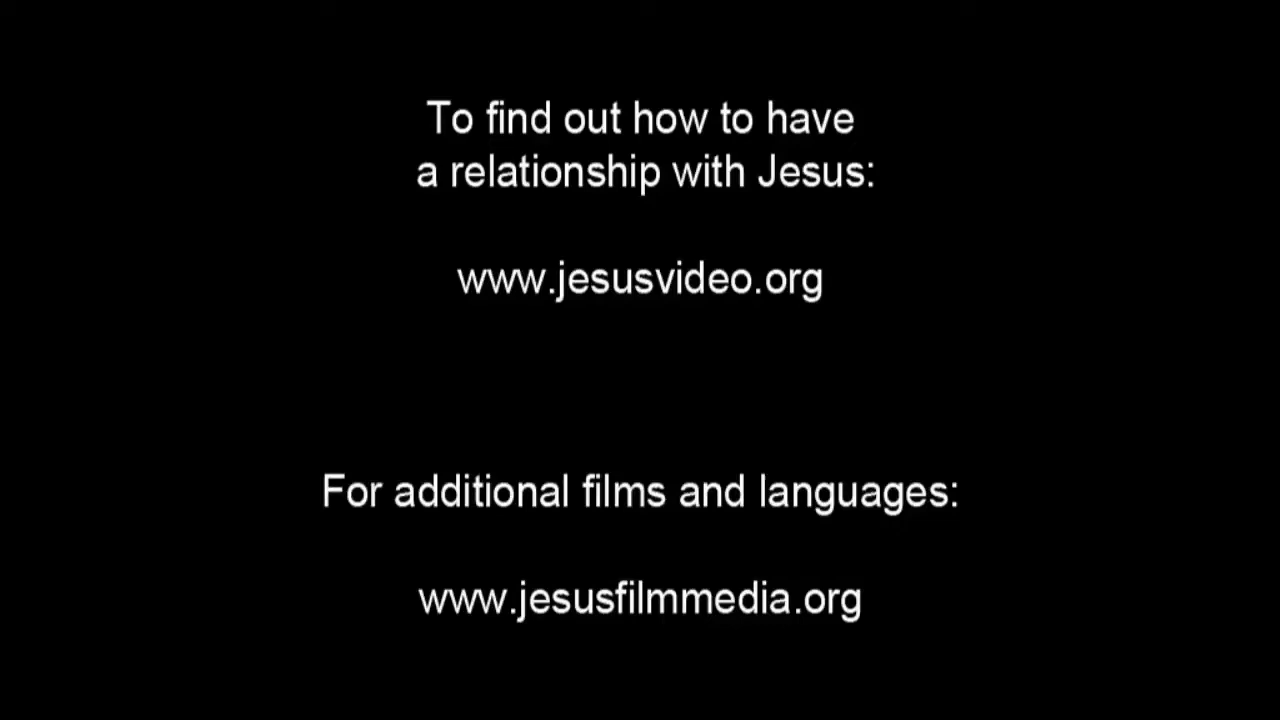 To find out how to have
a relationship with Jesus:
www.jesusvideo.org
For additional films and languages:
www.jesusfilmmedia.org